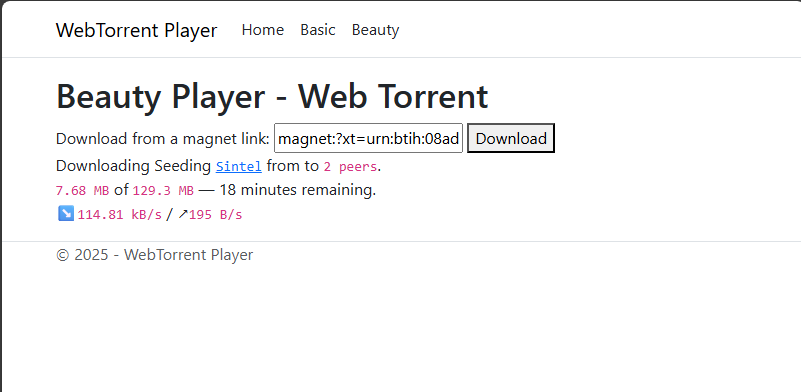 WebTorrent Player Home Basic Beauty
Beauty Player - Web Torrent
Download from a magnet link: magnet:?xt=urn:btih:08ad Download
Downloading Seeding Sintel from to 2 peers.
7.68 MB of 129.3 MB — 18 minutes remaining.
↘114.81 kB/s / ↗195 B/s
© 2025 - WebTorrent Player